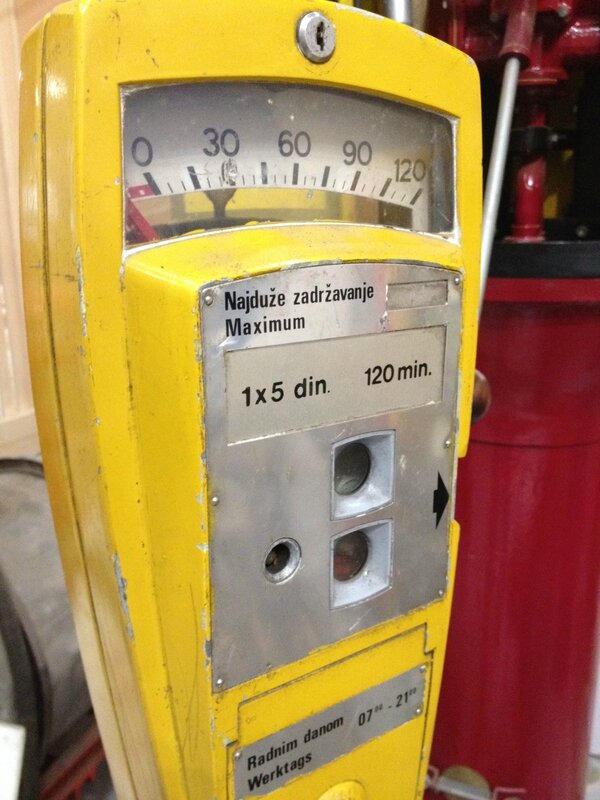 0 30 60 90 120
Najduže zadržavanje
Maximum
1x5 din. 120 min.
Radnim danom 07⁰⁰ - 21⁰⁰
Werktags